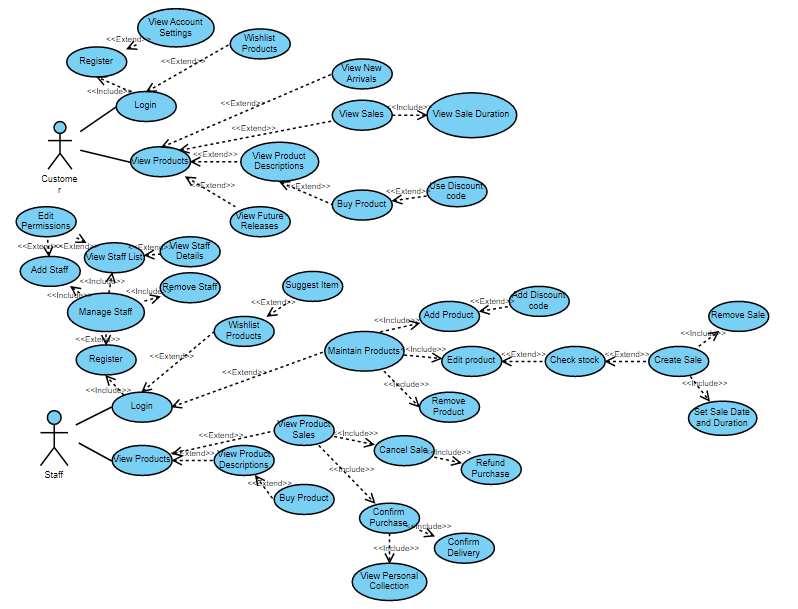 View Account
Settings
<<Extend>>
Wishlist
Products
Register
<<Extend>>
<<Include>>
View New
Arrivals
Login
<<Extend>>
View Sales
<<Include>>
View Sale Duration
<<Extend>>
Custome
r
View Products
<<Extend>>
View Product
Descriptions
<<Extend>>
<<Extend>>
Buy Product
<<Extend>>
Use Discount
code
View Future
Releases
Edit
Permissions
<<Extend>>
<<Extend>>
View Staff List
<<Extend>>
View Staff
Details
Add Staff
<<Include>>
<<Include>>
<<Include>>
Remove Staff
Manage Staff
<<Extend>>
Suggest Item
<<Extend>>
Wishlist
Products
Register
<<Include>>
<<Extend>>
<<Extend>>
Maintain Products
<<Include>>
Add Product
<<Extend>>
Add Discount
code
<<Include>>
Edit product
<<Extend>>
Check stock
<<Extend>>
Create Sale
<<Include>>
Remove Sale
<<Include>>
Set Sale Date
and Duration
<<Include>>
Remove
Product
Login
Staff
View Products
<<Extend>>
View Product
Sales
<<Include>>
Cancel Sale
<<Include>>
Refund
Purchase
<<Extend>>
View Product
Descriptions
<<Extend>>
Buy Product
<<Include>>
Confirm
Purchase
<<Include>>
Confirm
Delivery
<<Include>>
View Personal
Collection